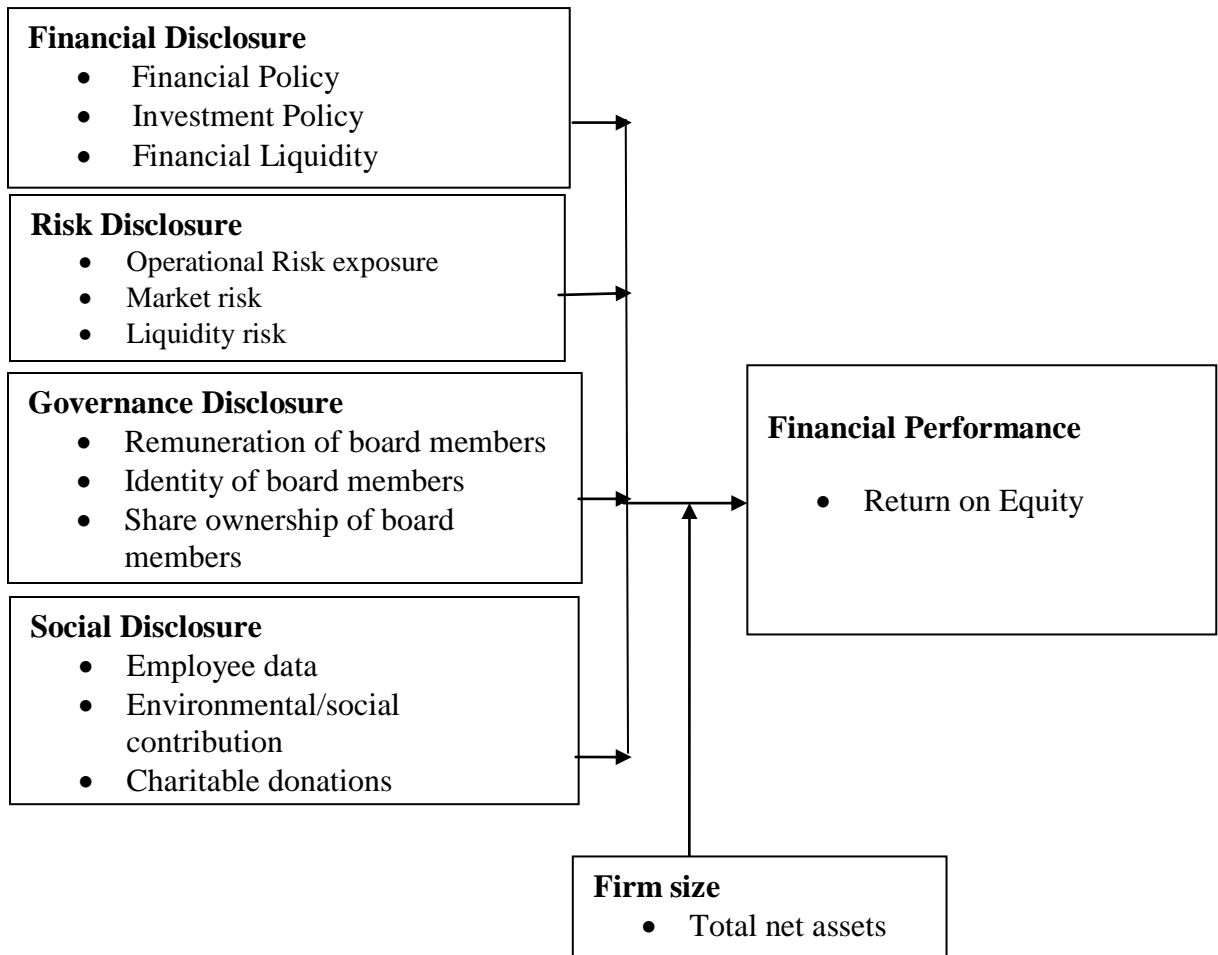 Financial Disclosure
• Financial Policy
• Investment Policy
• Financial Liquidity
Risk Disclosure
• Operational Risk exposure
• Market risk
• Liquidity risk
Governance Disclosure
• Remuneration of board members
• Identity of board members
• Share ownership of board
members
Social Disclosure
• Employee data
• Environmental/social
contribution
• Charitable donations
Financial Performance
• Return on Equity
Firm size
• Total net assets